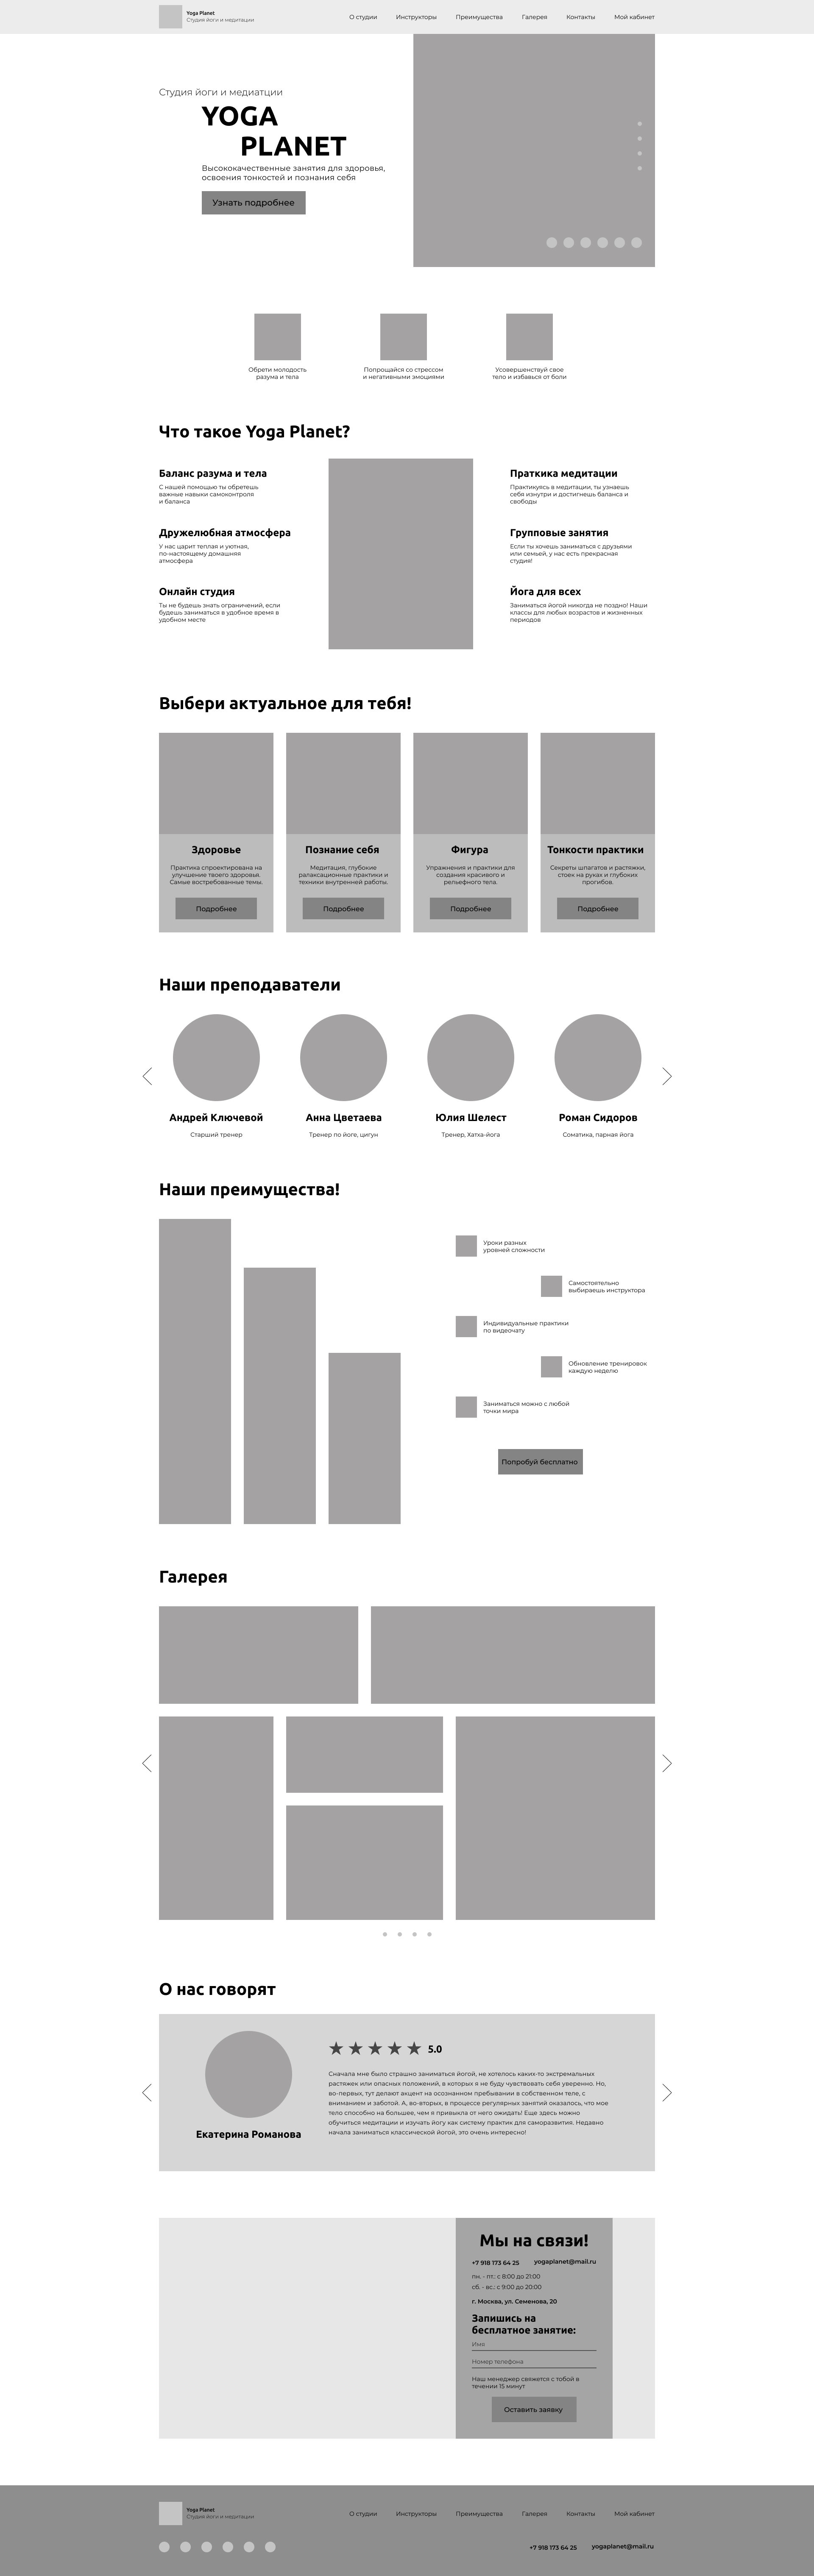 Yoga Planet
Студия йоги и медитации
О студии
Инструкторы
Преимущества
Галерея
Контакты
Мой кабинет
Студия йоги и медиатции
YOGA
PLANET
Высококачественные занятия для здоровья,
освоения тонкостей и познания себя
Узнать подробнее
Обрети молодость
разума и тела
Попрощайся со стрессом
и негативными эмоциями
Усовершенствуй свое
тело и избавься от боли
Что такое Yoga Planet?
Баланс разума и тела
С нашей помощью ты обретешь
важные навыки самоконтроля
и баланса
Дружелюбная атмосфера
У нас царит теплая и уютная,
по-настоящему домашняя
атмосфера
Онлайн студия
Ты не будешь знать ограничений, если
будешь заниматься в удобное время в
удобном месте
Праткика медитации
Практикуясь в медитации, ты узнаешь
себя изнутри и достигнешь баланса и
свободы
Групповые занятия
Если ты хочешь заниматься с друзьями
или семьей, у нас есть прекрасная
студия!
Йога для всех
Заниматься йогой никогда не поздно! Наши
классы для любых возрастов и жизненных
периодов
Выбери актуальное для тебя!
Здоровье
Практика спроектирована на
улучшение твоего здоровья.
Самые востребованные темы.
Подробнее
Познание себя
Медитация, глубокие
ралаксационные практики и
техники внутренней работы.
Подробнее
Фигура
Упражнения и практики для
создания красивого и
рельефного тела.
Подробнее
Тонкости практики
Секреты шпагатов и растяжки,
стоек на руках и глубоких
прогибов.
Подробнее
Наши преподаватели
Андрей Ключевой
Старший тренер
Анна Цветаева
Тренер по йоге, цигун
Юлия Шелест
Тренер, Хатха-йога
Роман Сидоров
Соматика, парная йога
Наши преимущества!
Уроки разных
уровней сложности
Самостоятельно
выбираешь инструктора
Индивидуальные практики
по видеочату
Обновление тренировок
каждую неделю
Заниматься можно с любой
точки мира
Попробуй бесплатно
Галерея
О нас говорят
5.0
Сначала мне было страшно заниматься йогой, не хотелось каких-то экстремальных
растяжек или опасных положений, в которых я не буду чувствовать себя уверенно. Но,
во-первых, тут делают акцент на осознанном пребывании в собственном теле, с
вниманием и заботой. А, во-вторых, в процессе регулярных занятий оказалось, что мое
тело способно на большее, чем я привыкла от него ожидать! Еще здесь можно
обучиться медитации и изучать йогу как систему практик для саморазвития. Недавно
начала заниматься классической йогой, это очень интересно!
Екатерина Романова
Мы на связи!
+7 918 173 64 25
yogaplanet@mail.ru
пн. - пт.: с 8:00 до 21:00
сб. - вс.: с 9:00 до 20:00
г. Москва, ул. Семенова, 20
Запишись на
бесплатное занятие:
Имя
Номер телефона
Наш менеджер свяжется с тобой в
течении 15 минут
Оставить заявку
Yoga Planet
Студия йоги и медитации
О студии
Инструкторы
Преимущества
Галерея
Контакты
Мой кабинет
+7 918 173 64 25
yogaplanet@mail.ru